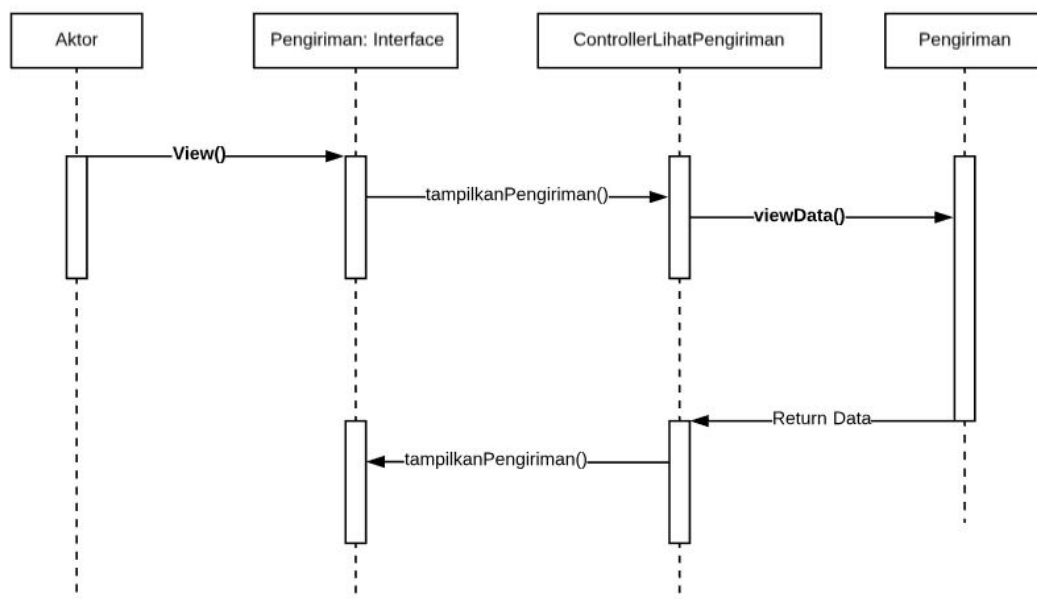 Aktor
Pengiriman: Interface
ControllerLihatPengiriman
Pengiriman
View()
tampilkanPengiriman()
viewData()
Return Data
tampilkanPengiriman()